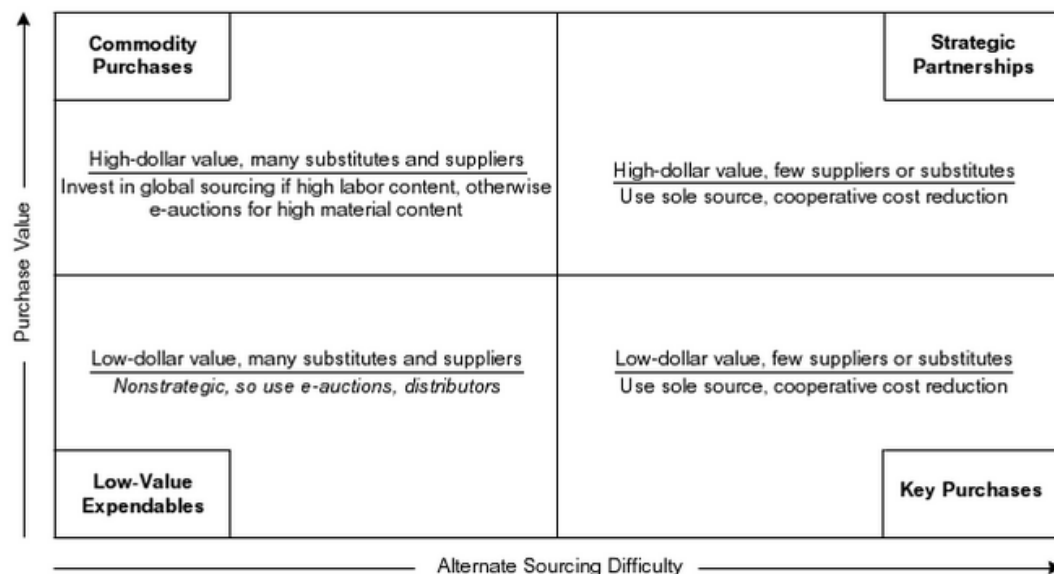 Commodity
Purchases
Strategic
Partnerships
High-dollar value, many substitutes and suppliers
Invest in global sourcing if high labor content, otherwise
e-auctions for high material content
High-dollar value, few suppliers or substitutes
Use sole source, cooperative cost reduction
Purchase Value
Low-dollar value, many substitutes and suppliers
Nonstrategic, so use e-auctions, distributors
Low-dollar value, few suppliers or substitutes
Use sole source, cooperative cost reduction
Low-Value
Expendables
Key Purchases
Alternate Sourcing Difficulty